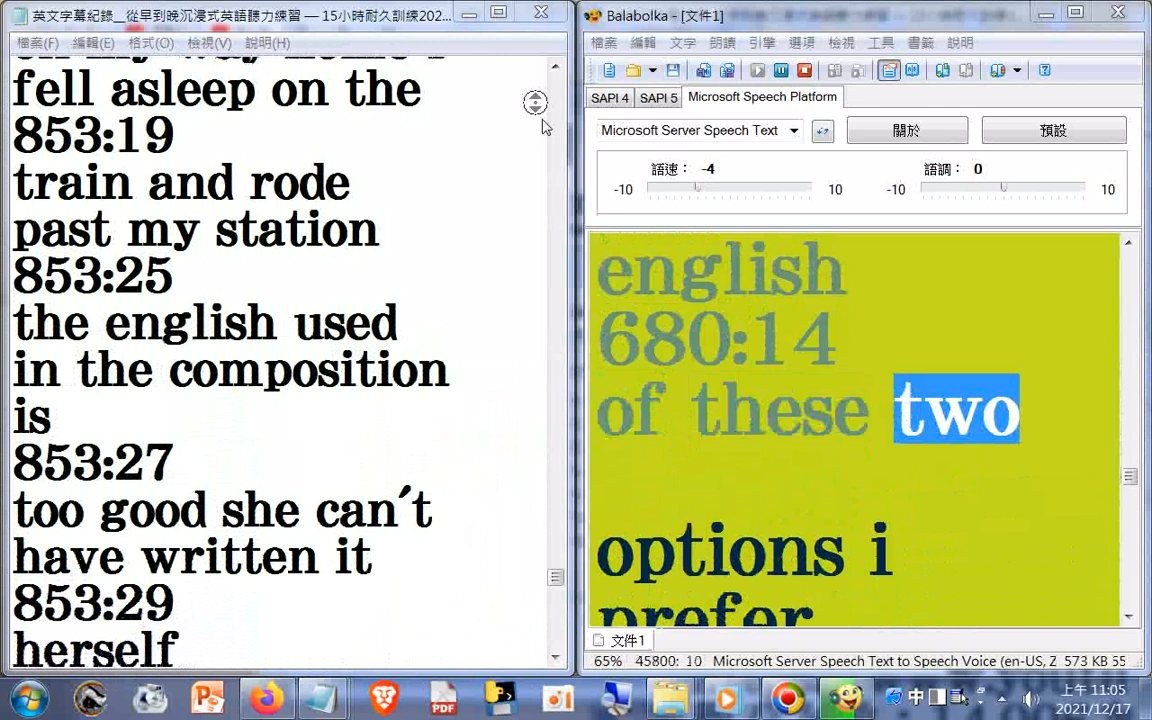 英文字幕紀錄__從早到晚沉浸式英語聽力練習 — 15小時耐久訓練202...
檔案(F) 編輯(E) 格式(O) 檢視(V) 說明(H)
fell asleep on the
853:19
train and rode
past my station
853:25
the english used
in the composition
is
853:27
too good she can't
have written it
853:29
herself
Balabolka - [文件1]
檔案 編輯 文字 朗讀 引擎 選項 檢視 工具 書籤 說明
SAPI 4 SAPI 5 Microsoft Speech Platform
Microsoft Server Speech Text 關於 預設
語速： -4 語調： 0
-10 10 -10 10
english
680:14
of these two
options i
prefer
文件1
65% 45800: 10 Microsoft Server Speech Text to Speech Voice (en-US, Z 573 KB 55
中 上午 11:05
2021/12/17